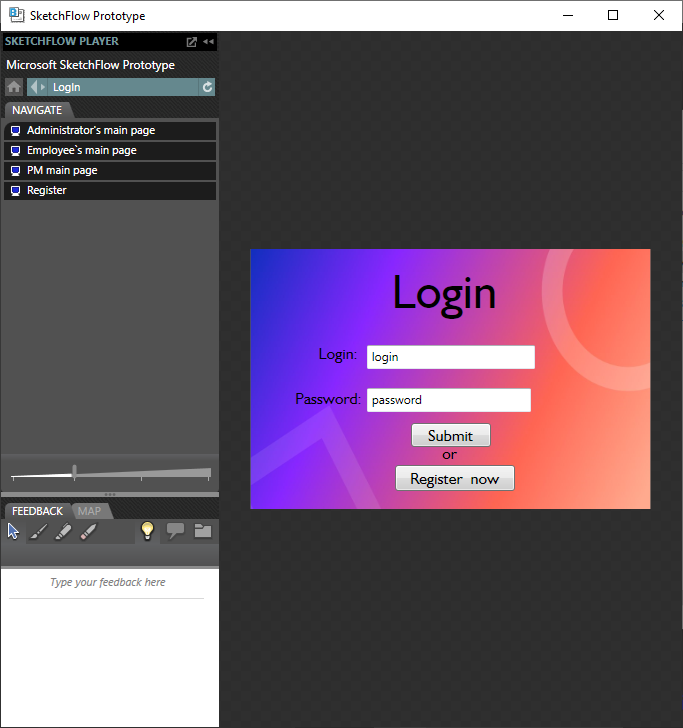 SketchFlow Prototype
SKETCHFLOW PLAYER
Microsoft SketchFlow Prototype
LogIn
NAVIGATE
Administrator's main page
Employee`s main page
PM main page
Register
FEEDBACK MAP
Type your feedback here
Login
Login: login
Password: password
Submit
or
Register now